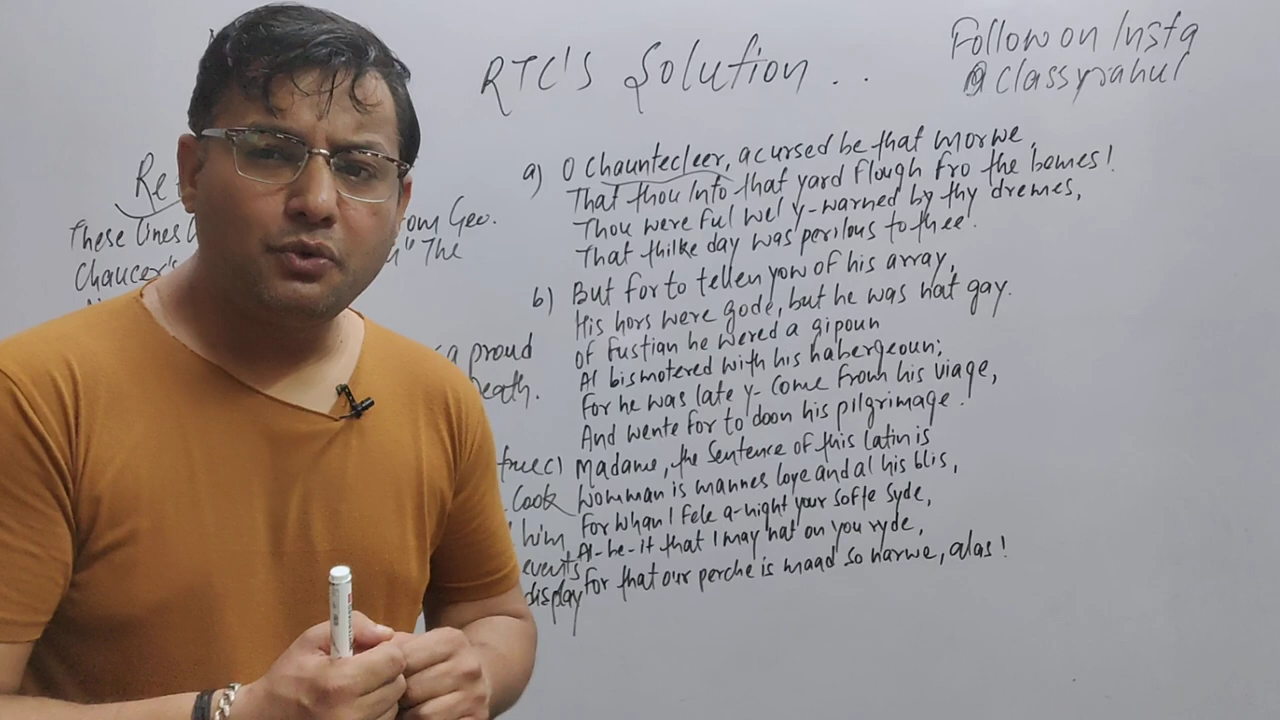 RTC'S Solution...
Follow on Insta
@classyrahul
Re
These lines
Geo.
Chaucer's
The
a proud
true
Cook
him
events
display
a) O Chauntecleer, acursed be that morwe,
That thou into that yard flough fro the bemes!
Thou were ful wel y-warned by thy dremes,
That thilke day was perilous to thee.
b) But for to tellen yow of his array,
His hors were gode, but he was nat gay.
of fustian he wered a gipoun
Al bismotered with his habergeoun;
For he was late y-come from his viage,
And wente for to doon his pilgrimage.
c) Madame, the sentence of this latin is
Womman is mannes Ioye and al his blis,
For whan I fele a-night your softe syde,
Al-be-it that I may nat on you ryde,
For that our perche is maad so narwe, alas!